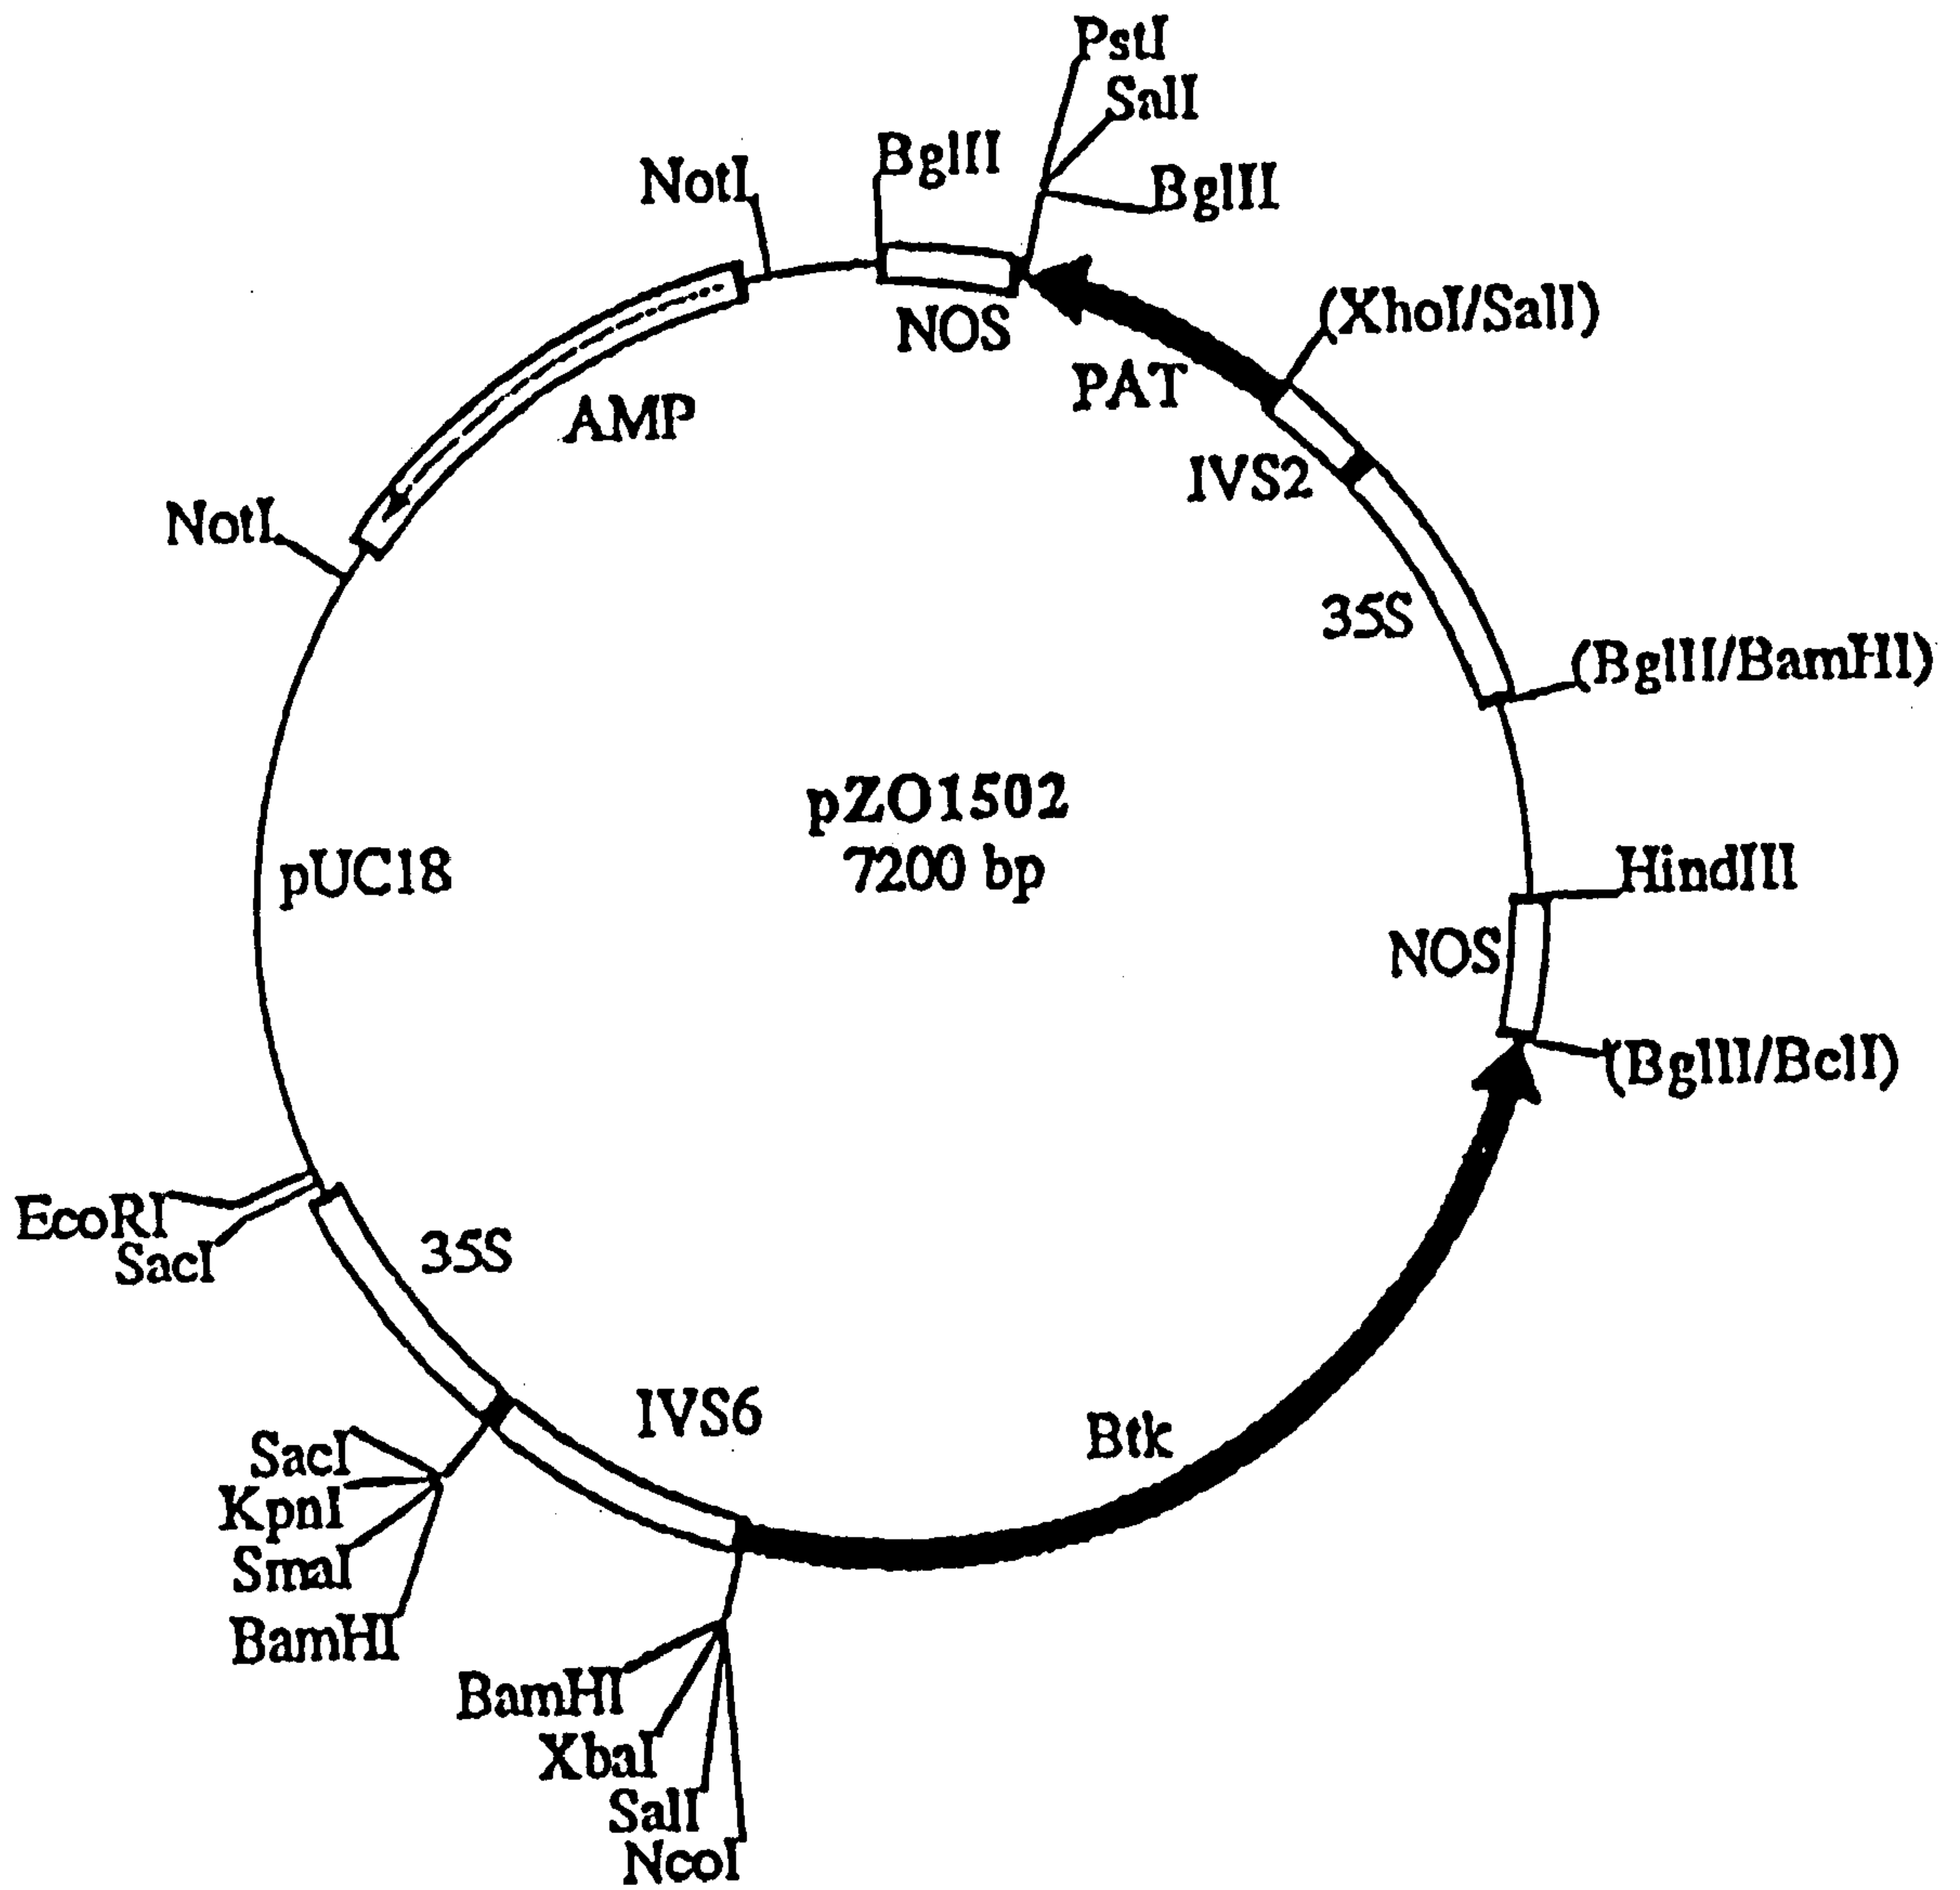 PstI
SalI
BglII
BglII
NotI
NOS
(XhoI/SalI)
PAT
AMP
IVS2
NotI
35S
(BglII/BamHI)
pZO1502
7200 bp
pUC18
HindIII
NOS
(BglII/BclI)
EcoRI
SacI
35S
IVS6
Btk
SacI
KpnI
SmaI
BamHI
BamHI
XbaI
SalI
NcoI